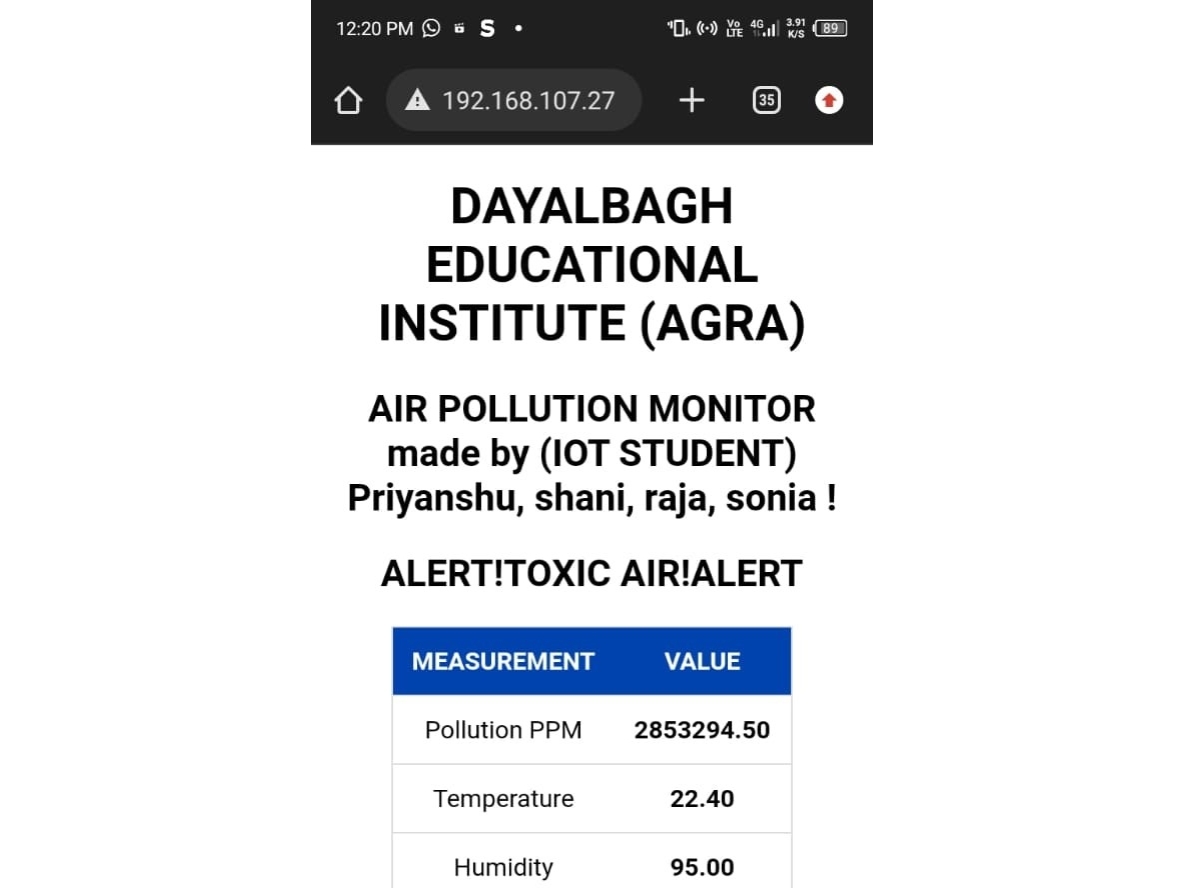 12:20 PM S Vo LTE 4G 3.91 K/S 89
192.168.107.27 35
DAYALBAGH
EDUCATIONAL
INSTITUTE (AGRA)
AIR POLLUTION MONITOR
made by (IOT STUDENT)
Priyanshu, shani, raja, sonia !
ALERT!TOXIC AIR!ALERT
MEASUREMENT VALUE
Pollution PPM 2853294.50
Temperature 22.40
Humidity 95.00